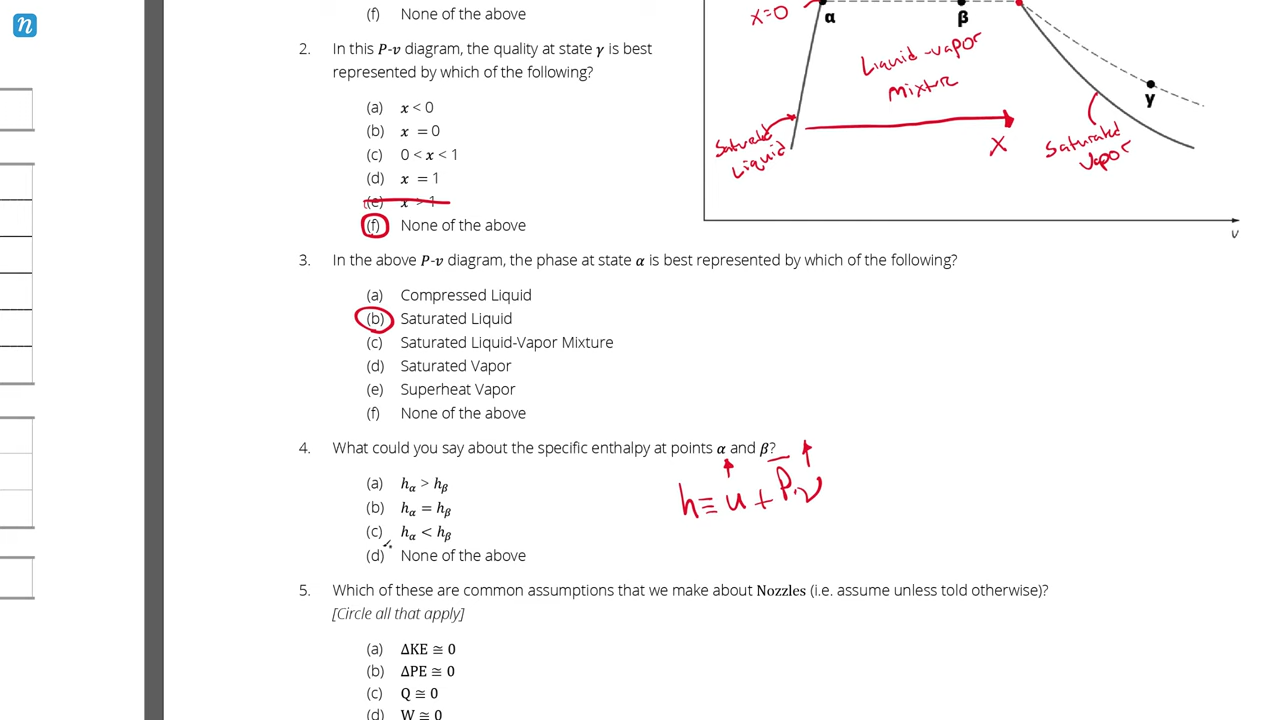 n
(f) None of the above
x=0
α
β
2. In this P-v diagram, the quality at state γ is best
represented by which of the following?
Liquid-vapor
Mixture
γ
(a) x < 0
(b) x = 0
(c) 0 < x < 1
(d) x = 1
(e) x > 1
(f) None of the above
Saturated
Liquid
X
Saturated
Vapor
v
3. In the above P-v diagram, the phase at state α is best represented by which of the following?
(a) Compressed Liquid
(b) Saturated Liquid
(c) Saturated Liquid-Vapor Mixture
(d) Saturated Vapor
(e) Superheat Vapor
(f) None of the above
4. What could you say about the specific enthalpy at points α and β?
(a) hα > hβ
(b) hα = hβ
(c) hα < hβ
(d) None of the above
h ≡ u + P.v
5. Which of these are common assumptions that we make about Nozzles (i.e. assume unless told otherwise)?
[Circle all that apply]
(a) ΔKE ≅ 0
(b) ΔPE ≅ 0
(c) Q ≅ 0
(d) W ≅ 0